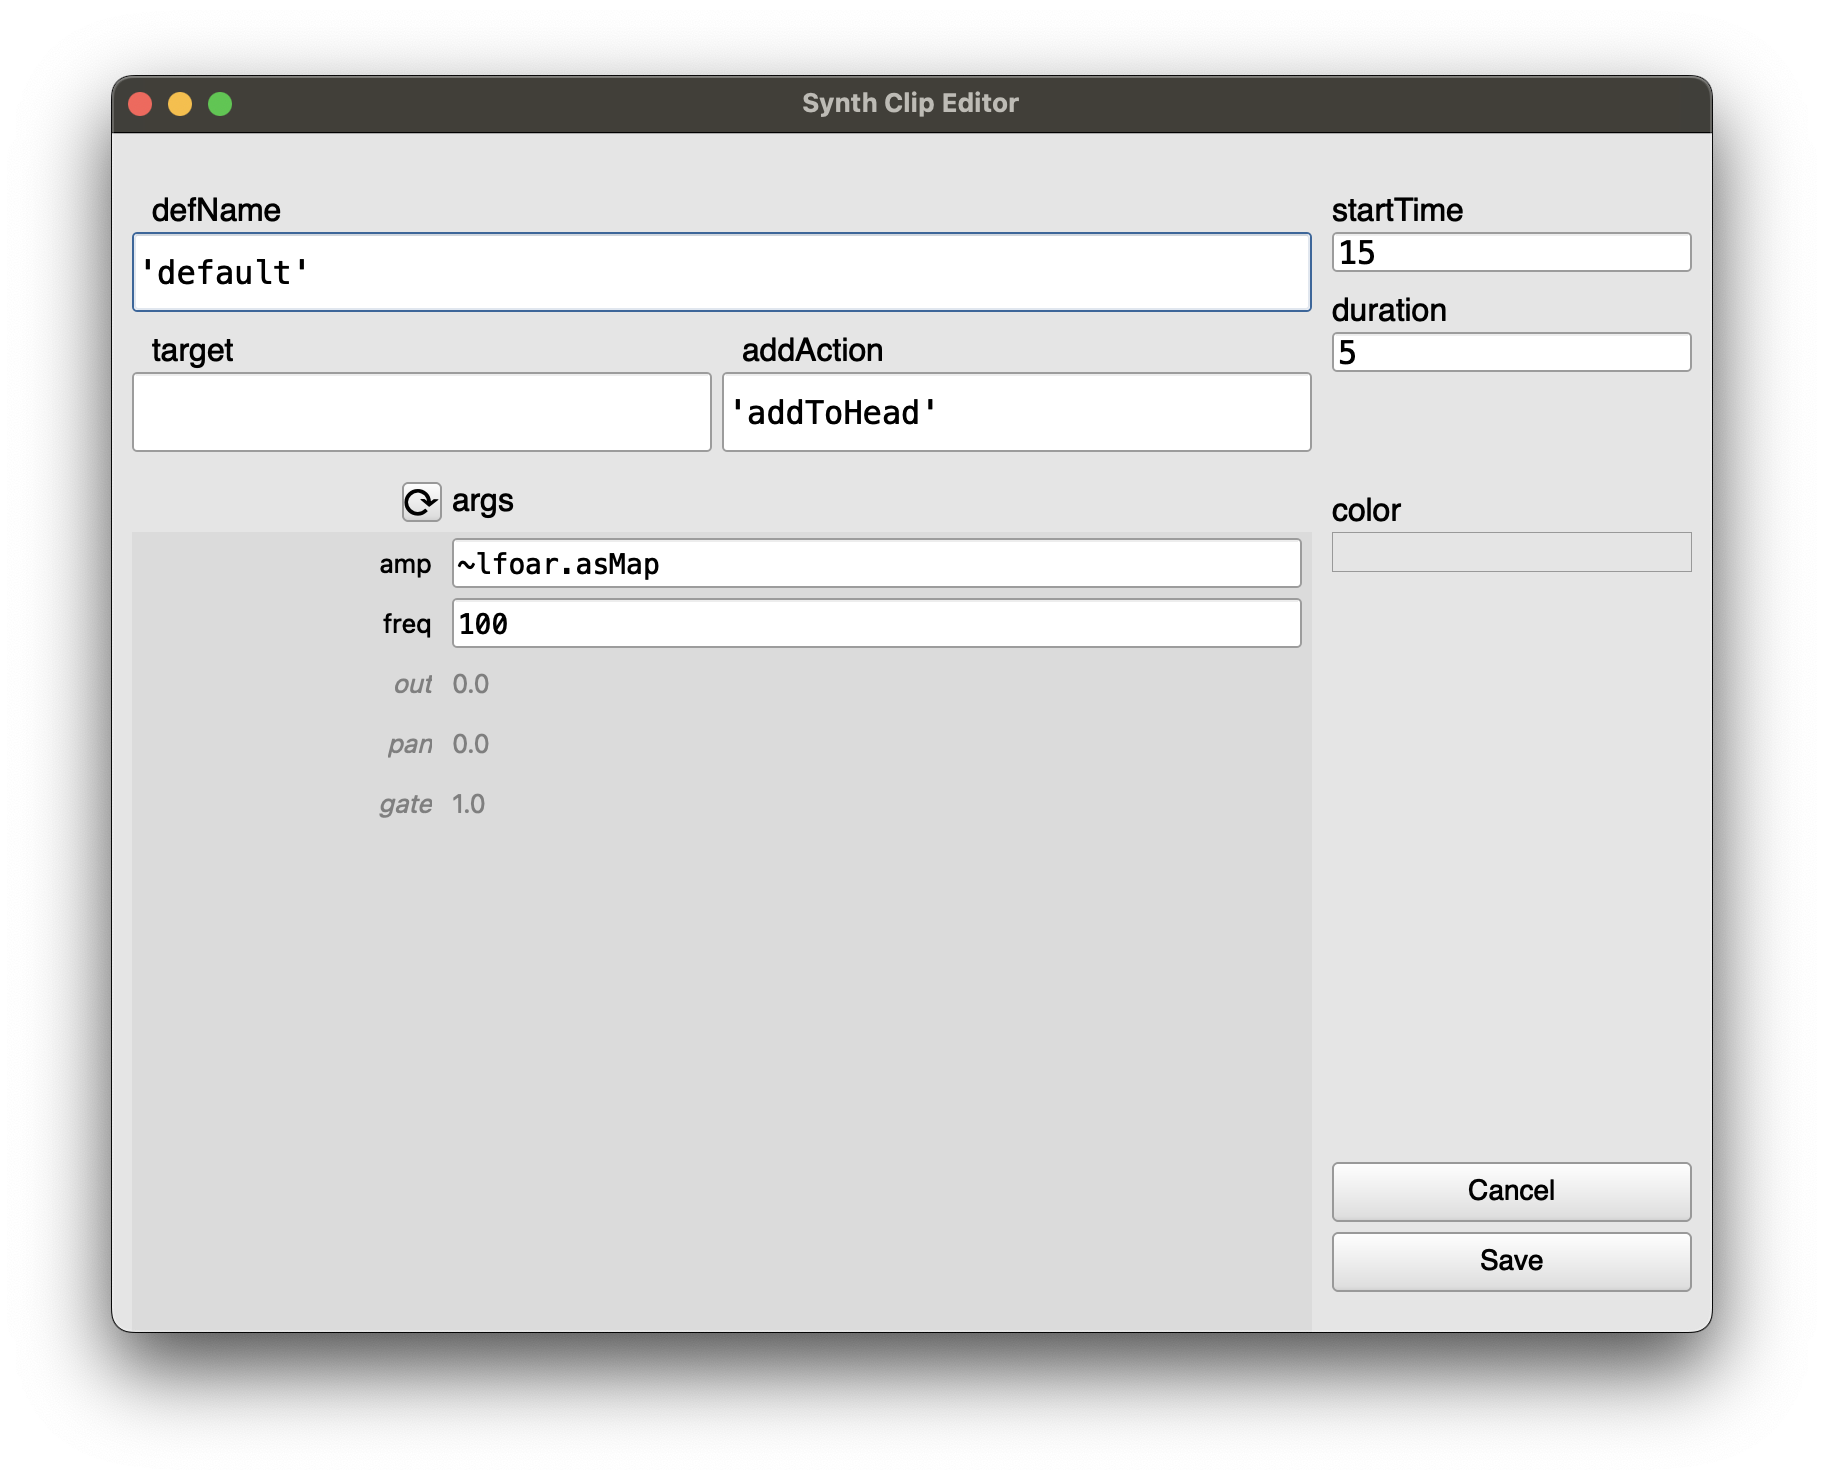 Synth Clip Editor
defName
'default'
target
addAction
'addToHead'
args
amp ~lfoar.asMap
freq 100
out 0.0
pan 0.0
gate 1.0
startTime
15
duration
5
color
Cancel
Save